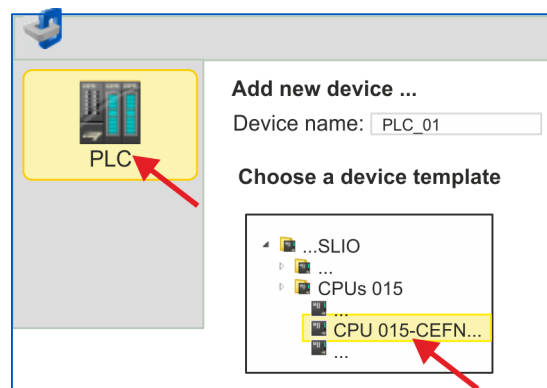 PLC
Add new device ...
Device name: PLC_01
Choose a device template
...SLIO
...
CPUs 015
...
CPU 015-CEFN...
...